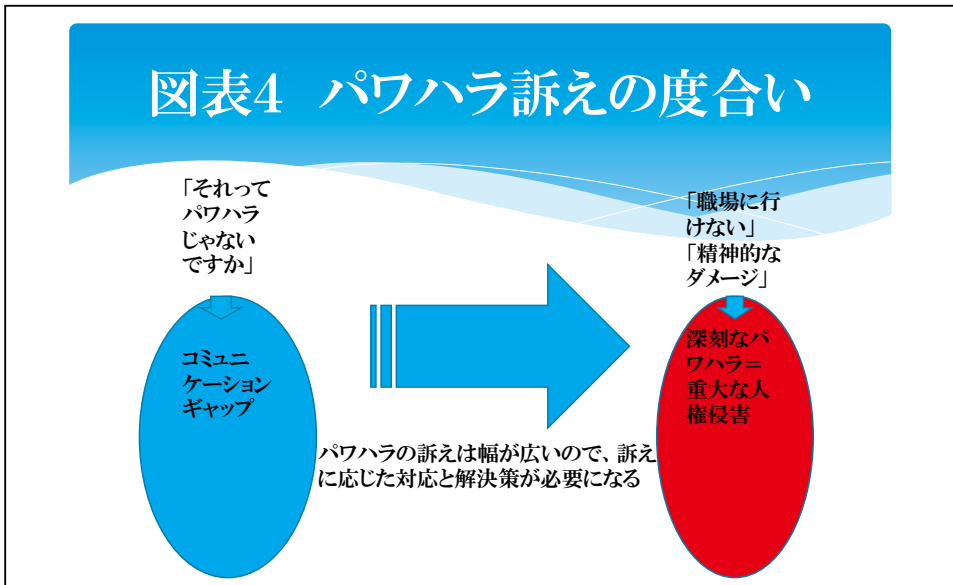 図表4　パワハラ訴えの度合い
「それって
パワハラ
じゃない
ですか」
コミュニ
ケーション
ギャップ
「職場に行
けない」
「精神的な
ダメージ」
深刻なパ
ワハラ＝
重大な人
権侵害
パワハラの訴えは幅が広いので、訴え
に応じた対応と解決策が必要になる